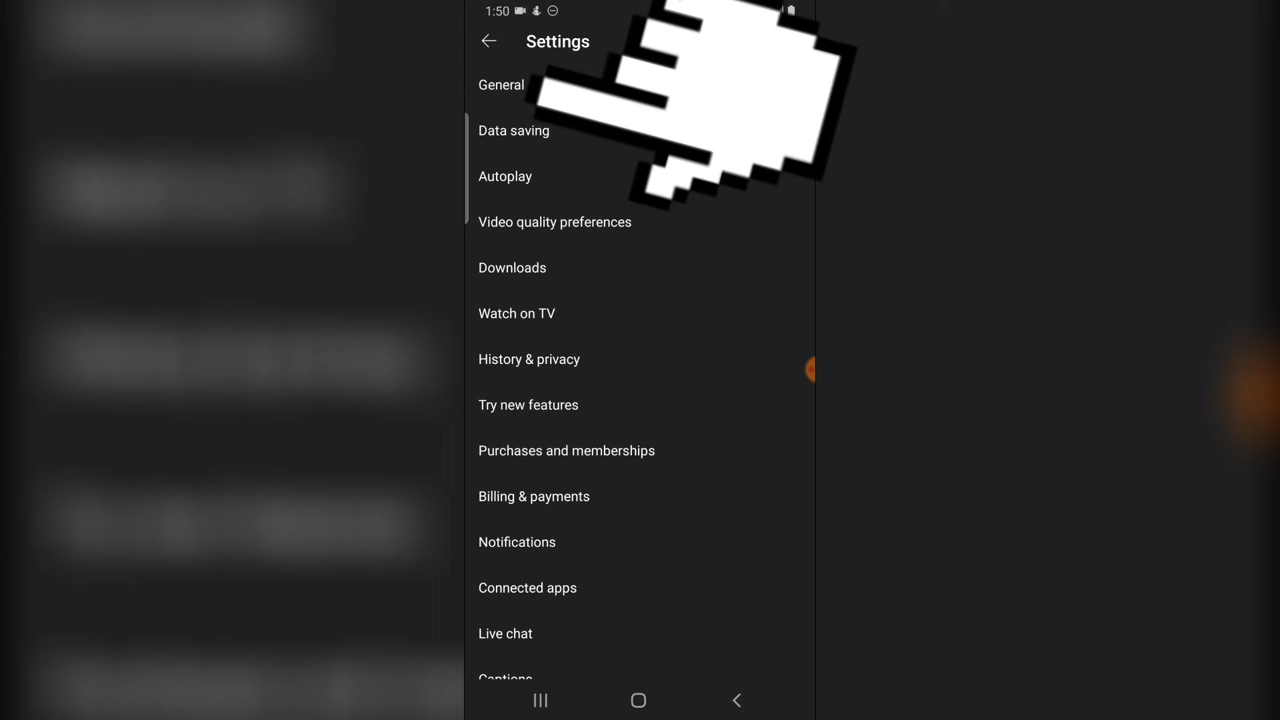 1:50
Settings
General
Data saving
Autoplay
Video quality preferences
Downloads
Watch on TV
History & privacy
Try new features
Purchases and memberships
Billing & payments
Notifications
Connected apps
Live chat
Captions